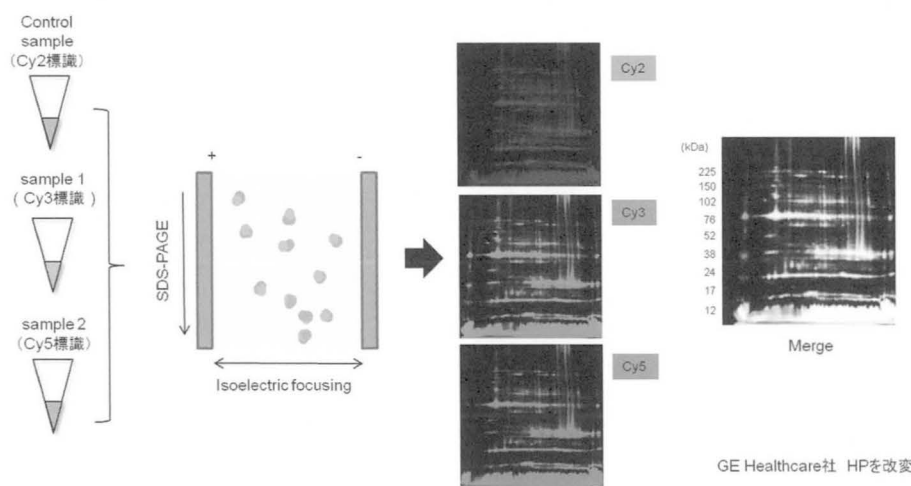 Control
sample
(Cy2標識)
sample 1
( Cy3標識 )
sample 2
(Cy5標識)
+
-
SDS-PAGE
Isoelectric focusing
Cy2
Cy3
Cy5
(kDa)
225
150
102
76
52
38
24
17
12
Merge
GE Healthcare社 HPを改変